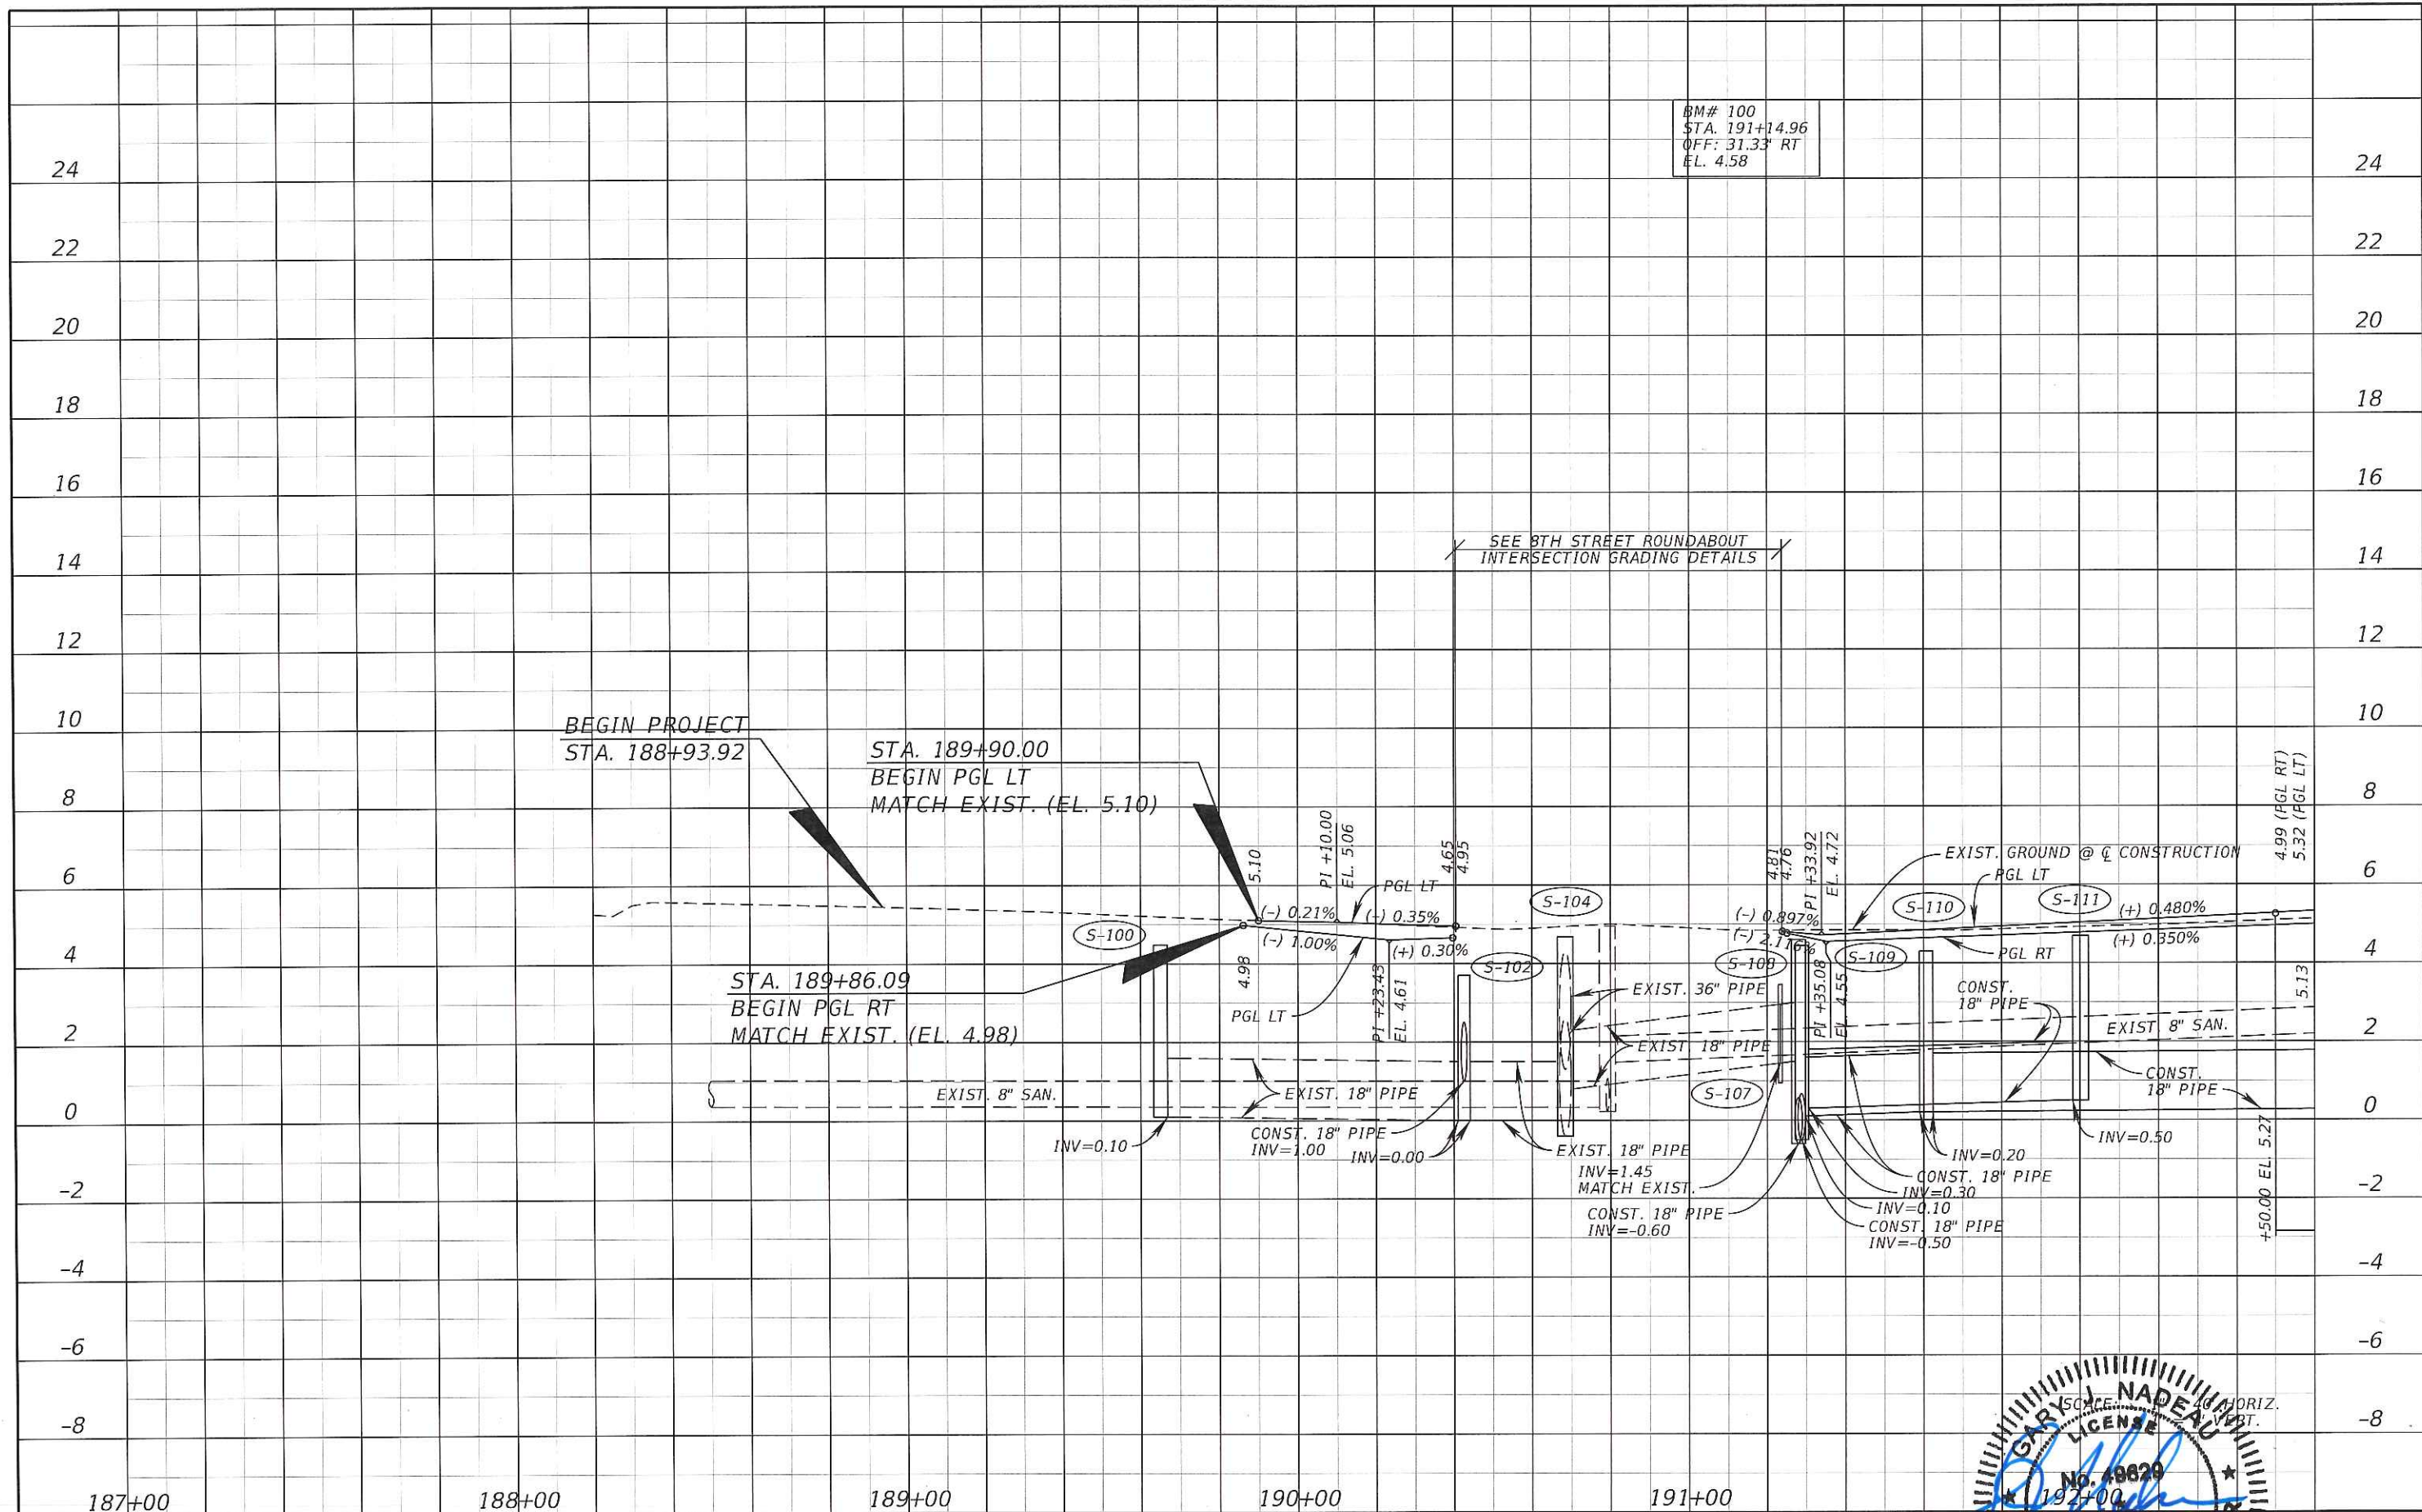 BM# 100
STA. 191+14.96
OFF: 31.33' RT
EL. 4.58
24
24
22
22
20
20
18
18
16
16
SEE 8TH STREET ROUNDABOUT
INTERSECTION GRADING DETAILS
14
14
12
12
10
10
BEGIN PROJECT
STA. 188+93.92
STA. 189+90.00
BEGIN PGL LT
MATCH EXIST. (EL. 5.10)
8
8
4.99 (PGL RT)
5.32 (PGL LT)
5.10
PI +10.00
EL. 5.06
4.65
4.95
4.81
4.76
PI +33.92
EL. 4.72
EXIST. GROUND @ ℄ CONSTRUCTION
6
6
PGL LT
PGL LT
(-) 0.21%
(-) 0.35%
S-104
(-) 0.897%
S-110
S-111
(+) 0.480%
S-100
(-) 1.00%
(+) 0.30%
(-) 2.116%
(+) 0.350%
4
4
S-102
S-108
S-109
PGL RT
STA. 189+86.09
BEGIN PGL RT
MATCH EXIST. (EL. 4.98)
4.98
PGL LT
PI +23.43
EL. 4.61
EXIST. 36" PIPE
PI +35.08
EL. 4.55
CONST.
18" PIPE
5.13
2
2
EXIST. 18" PIPE
EXIST. 8" SAN.
EXIST. 8" SAN.
EXIST. 18" PIPE
S-107
CONST.
18" PIPE
0
0
INV=0.10
CONST. 18" PIPE
INV=1.00
INV=0.00
EXIST. 18" PIPE
INV=1.45
MATCH EXIST.
INV=0.50
INV=0.20
CONST. 18" PIPE
INV=0.30
INV=0.10
CONST. 18" PIPE
INV=-0.60
CONST. 18" PIPE
INV=-0.50
+50.00 EL. 5.27
-2
-2
-4
-4
-6
-6
-8
-8
GARY J. NADEAU
LICENSE
No. 49629
SCALE: HORIZ.
VERT.
187+00
188+00
189+00
190+00
191+00
192+00